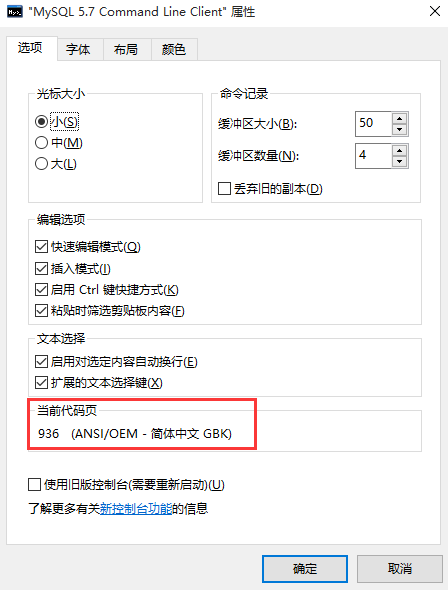 "MySQL 5.7 Command Line Client" 属性
选项 字体 布局 颜色
光标大小
小(S)
中(M)
大(L)
命令记录
缓冲区大小(B): 50
缓冲区数量(N): 4
丢弃旧的副本(D)
编辑选项
快速编辑模式(Q)
插入模式(I)
启用 Ctrl 键快捷方式(K)
粘贴时筛选剪贴板内容(F)
文本选择
启用对选定内容自动换行(E)
扩展的文本选择键(X)
当前代码页
936 (ANSI/OEM - 简体中文 GBK)
使用旧版控制台(需要重新启动)(U)
了解更多有关新控制台功能的信息
确定 取消